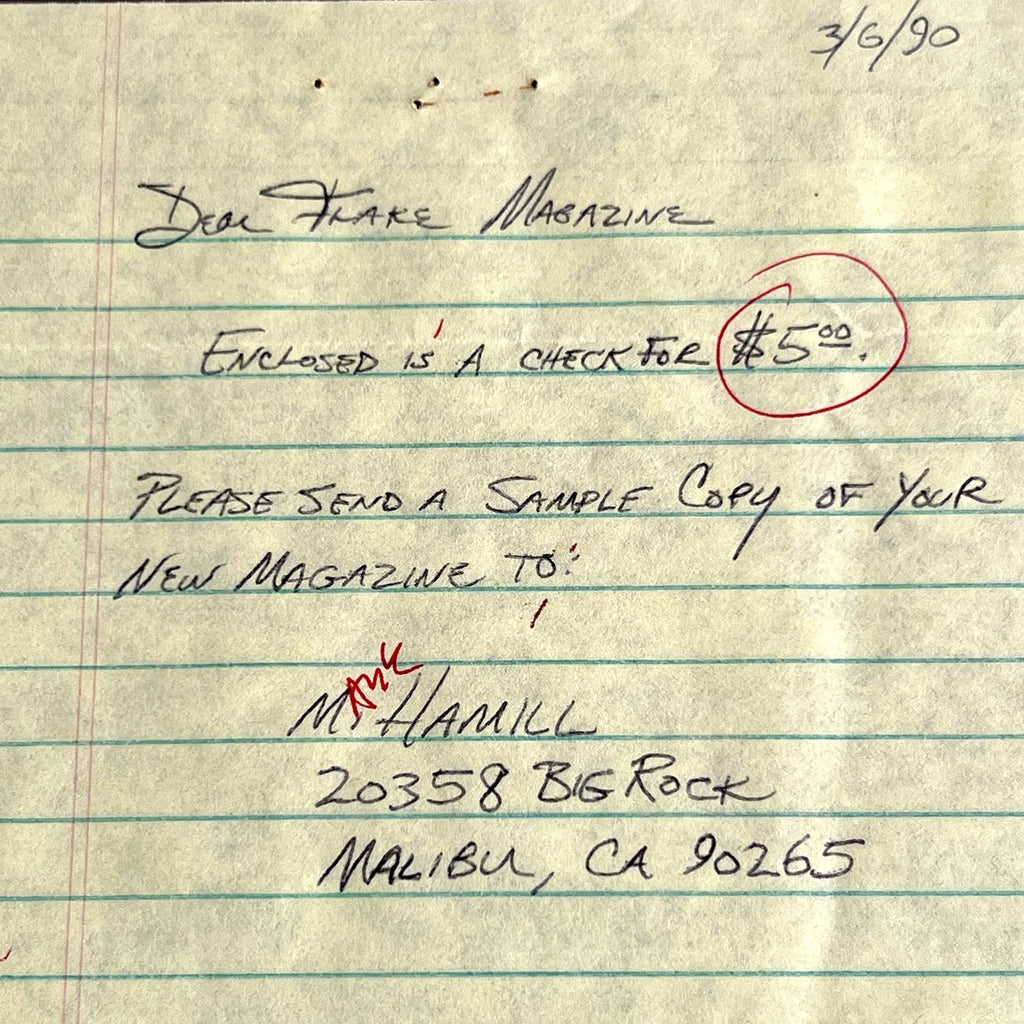 3/6/90
Dear Flake Magazine
Enclosed is A check for $5.00.
Please send a Sample Copy of Your
New Magazine to:
Mark Hamill
20358 Big Rock
Malibu, CA 90265